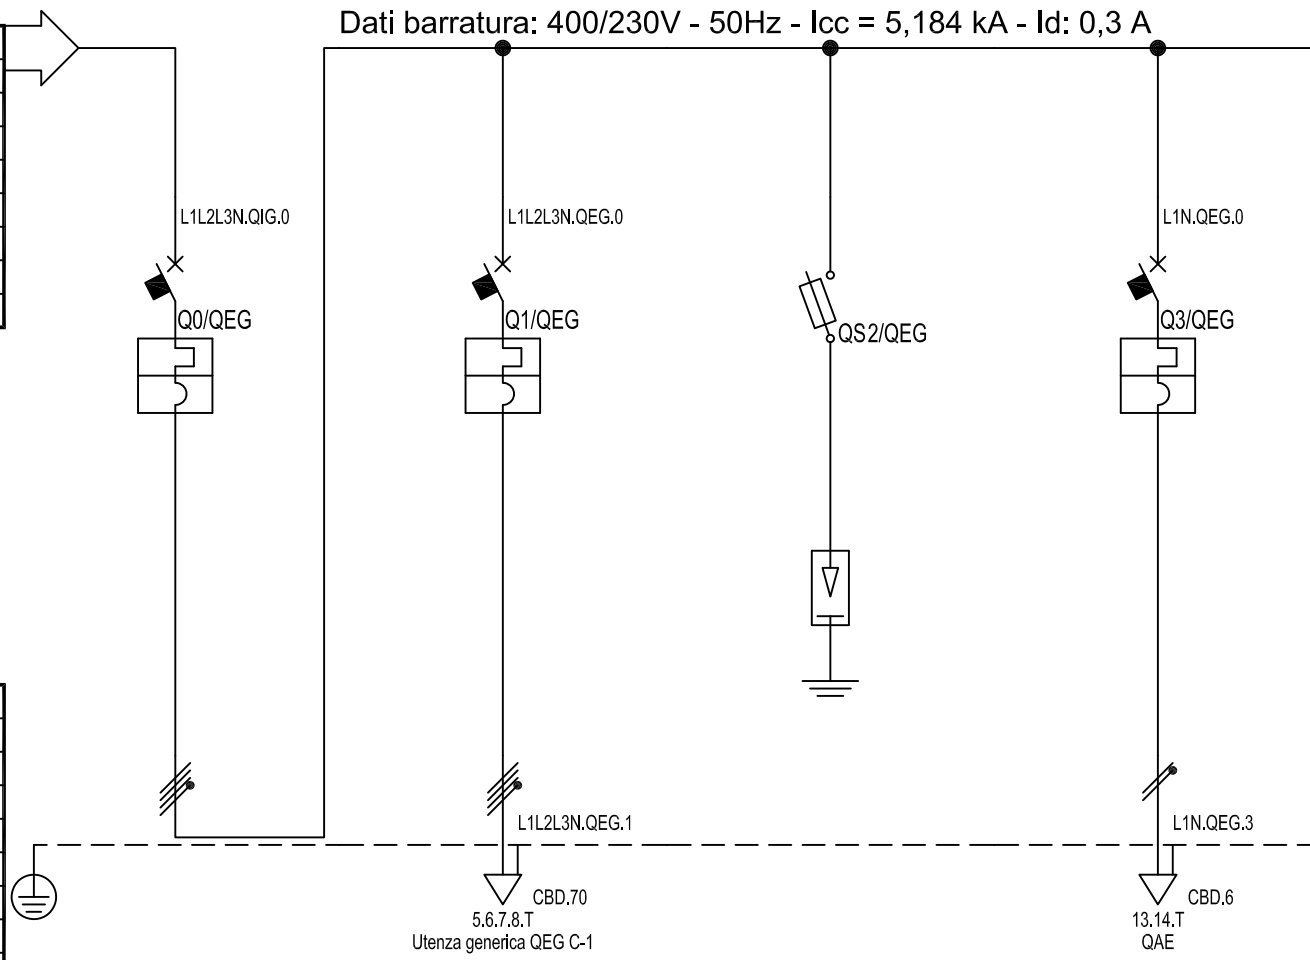 Dati barratura: 400/230V - 50Hz - Icc = 5,184 kA - Id: 0,3 A
L1L2L3N.QIG.0
L1L2L3N.QEG.0
L1N.QEG.0
Q0/QEG
Q1/QEG
QS2/QEG
Q3/QEG
L1L2L3N.QEG.1
L1N.QEG.3
CBD.70
CBD.6
5.6.7.8.T
13.14.T
Utenza generica QEG C-1
QAE